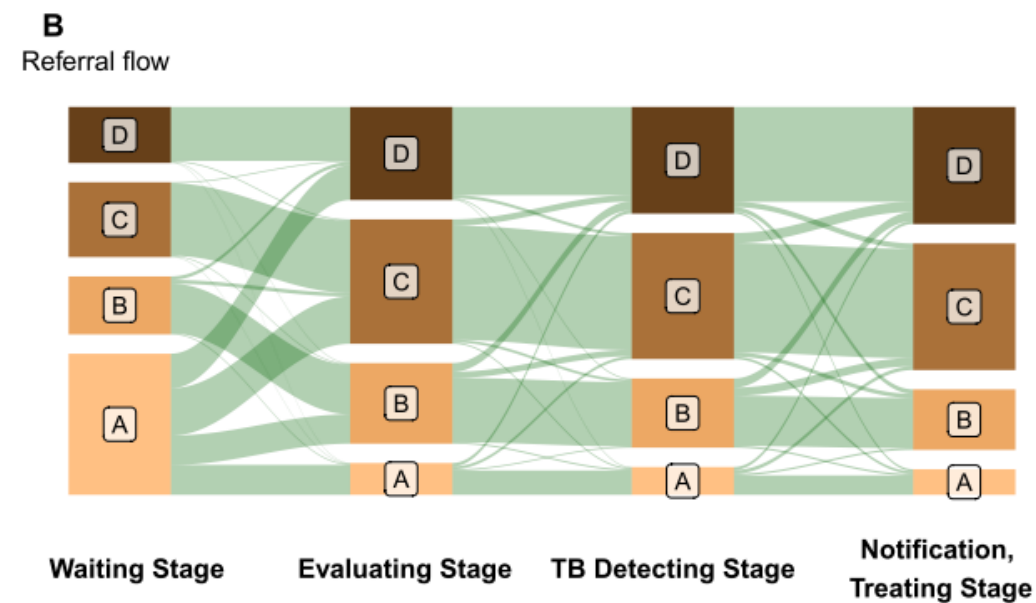 B
Referral flow
D
D
D
D
C
C
C
C
B
B
B
B
A
A
A
A
Waiting Stage
Evaluating Stage
TB Detecting Stage
Notification,
Treating Stage